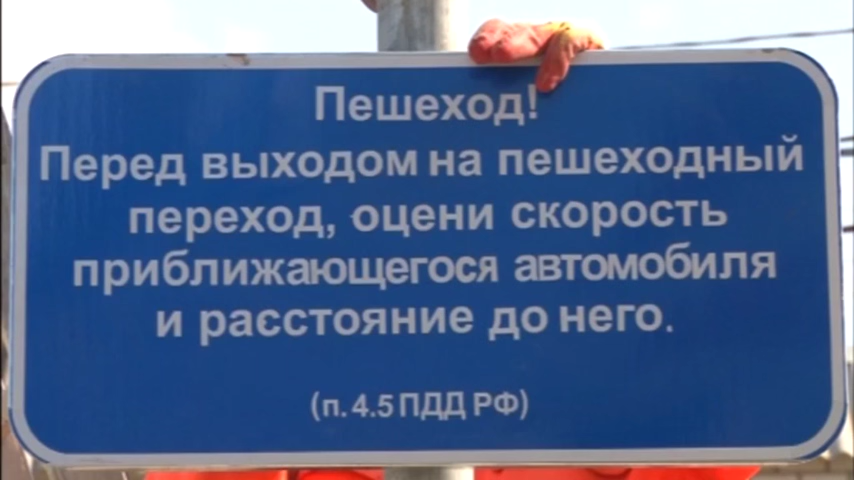 Пешеход!
Перед выходом на пешеходный
переход, оцени скорость
приближающегося автомобиля
и расстояние до него.
(п. 4.5 ПДД РФ)